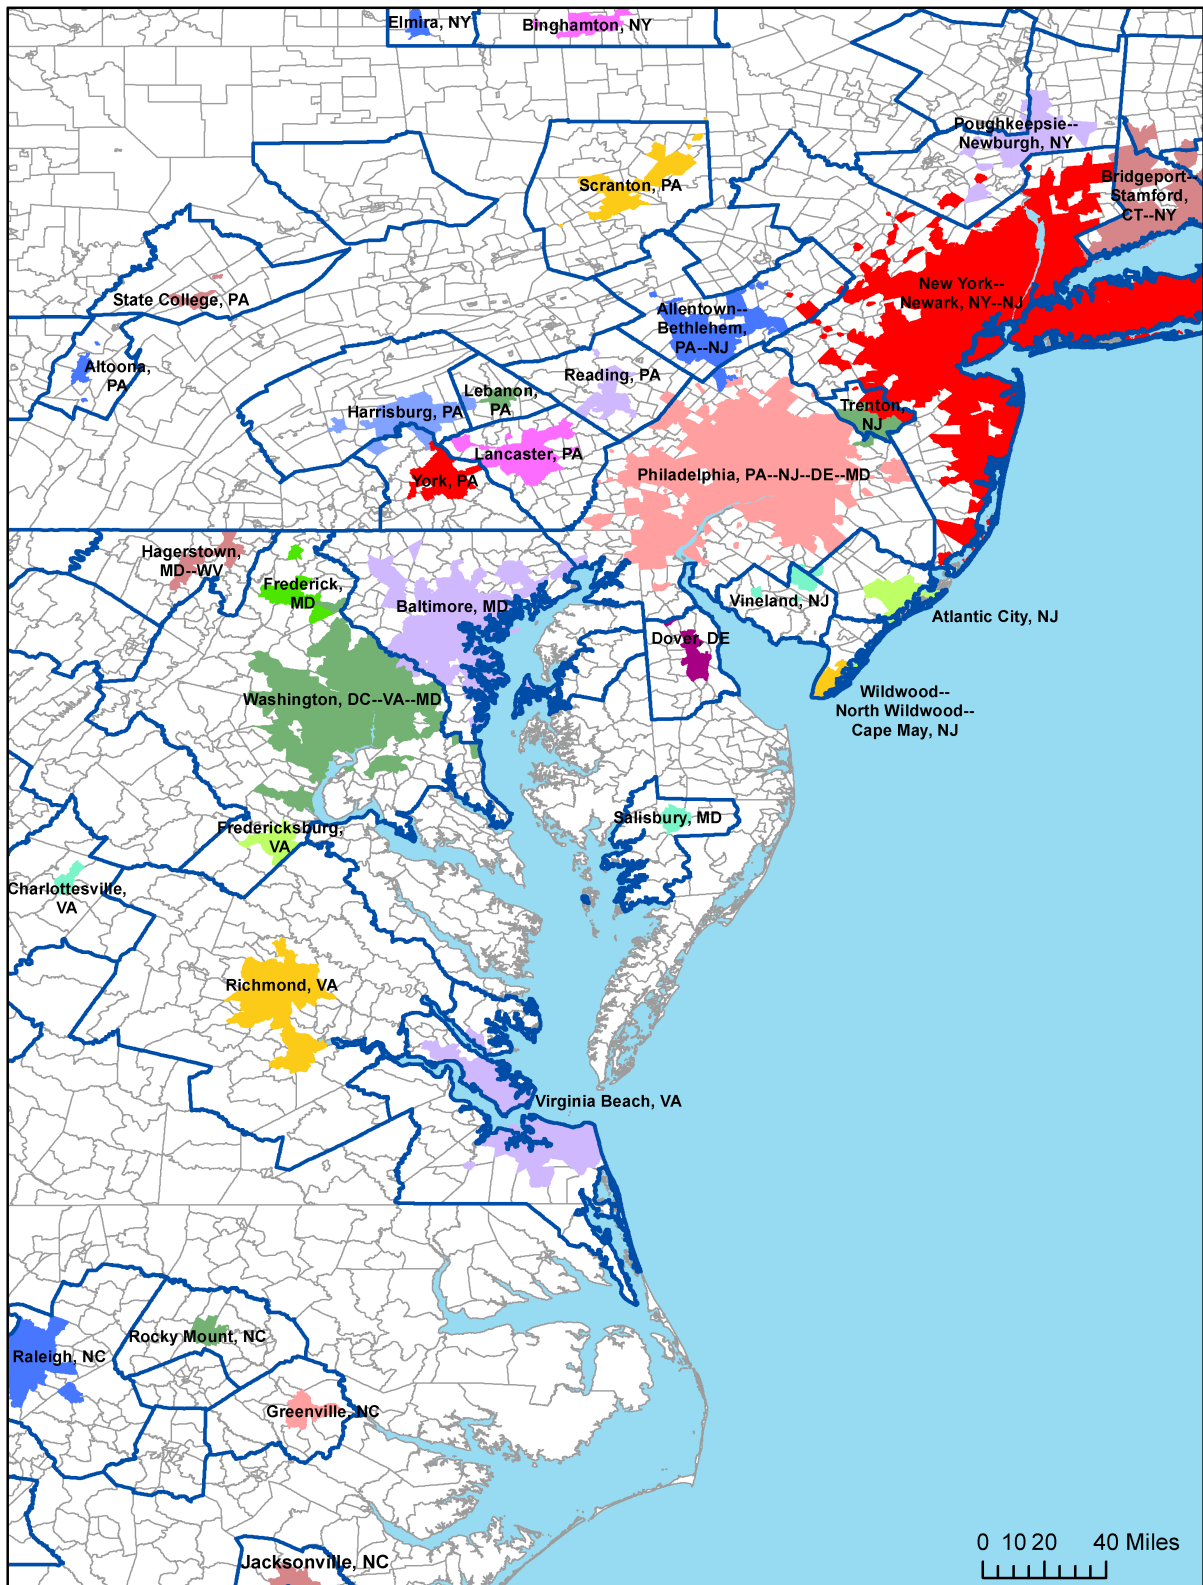 Elmira, NY
Binghamton, NY
Poughkeepsie--
Newburgh, NY
Scranton, PA
Bridgeport--
Stamford,
CT--NY
State College, PA
New York--
Newark, NY--NJ
Allentown--
Bethlehem,
PA--NJ
Altoona,
PA
Reading, PA
Lebanon,
PA
Harrisburg, PA
Trenton,
NJ
Lancaster, PA
York, PA
Philadelphia, PA--NJ--DE--MD
Hagerstown,
MD--WV
Frederick,
MD
Baltimore, MD
Vineland, NJ
Atlantic City, NJ
Dover, DE
Washington, DC--VA--MD
Wildwood--
North Wildwood--
Cape May, NJ
Salisbury, MD
Fredericksburg,
VA
Charlottesville,
VA
Richmond, VA
Virginia Beach, VA
Rocky Mount, NC
Raleigh, NC
Greenville, NC
0 10 20 40 Miles
Jacksonville, NC